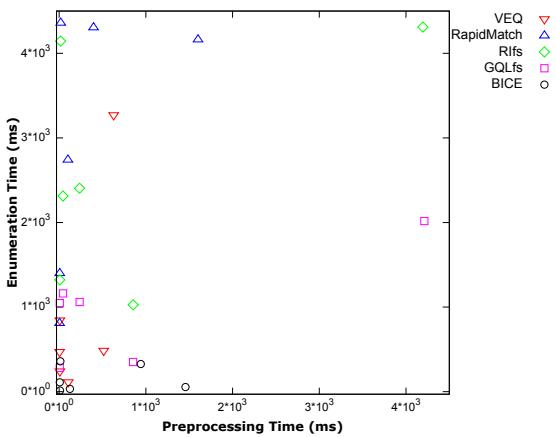 VEQ
RapidMatch
RIfs
GQLfs
BICE
4*10³
3*10³
2*10³
1*10³
0*10⁰
Enumeration Time (ms)
0*10⁰ 1*10³ 2*10³ 3*10³ 4*10³
Preprocessing Time (ms)